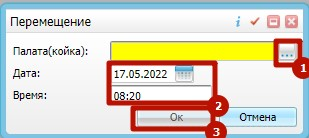 Перемещение
Палата(койка): ... 1
Дата: 17.05.2022
Время: 08:20 2
Ок Отмена
3